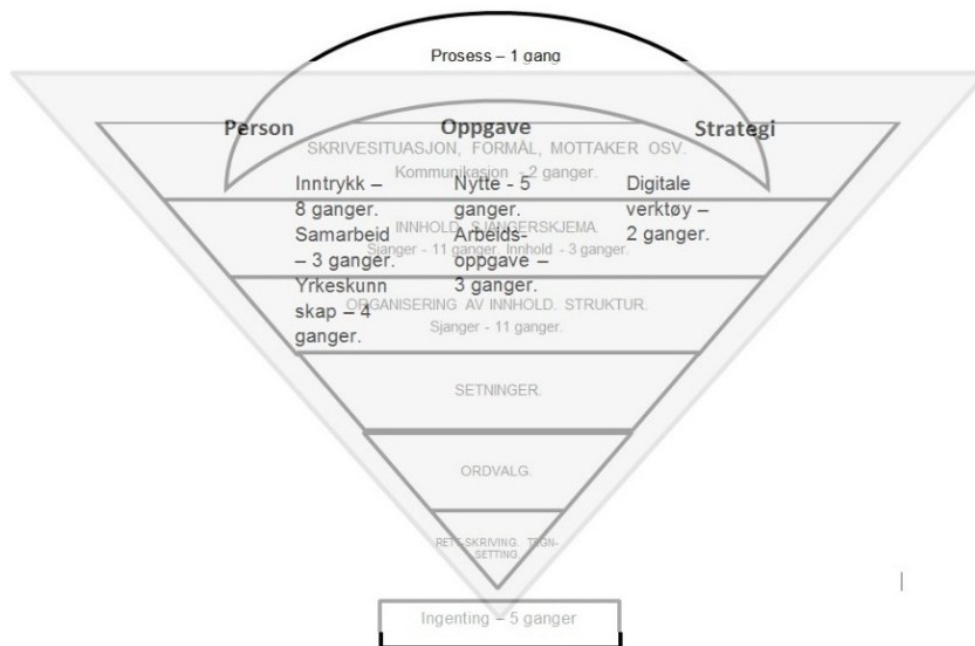 Prosess – 1 gang
Person
Oppgave
Strategi
SKRIVESITUASJON, FORMÅL, MOTTAKER OSV.
Kommunikasjon - 2 ganger.
Inntrykk –
8 ganger.
Samarbeid
– 3 ganger.
Yrkeskunn
skap – 4
ganger.
Nytte - 5
ganger.
Arbeids-
oppgave –
3 ganger.
Digitale
verktøy –
2 ganger.
INNHOLD. SJANGERSKJEMA.
Sjanger - 11 ganger. Innhold - 3 ganger.
ORGANISERING AV INNHOLD. STRUKTUR.
Sjanger - 11 ganger.
SETNINGER.
ORDVALG.
RETT-SKRIVING. TEGN-
SETTING.
Ingenting – 5 ganger